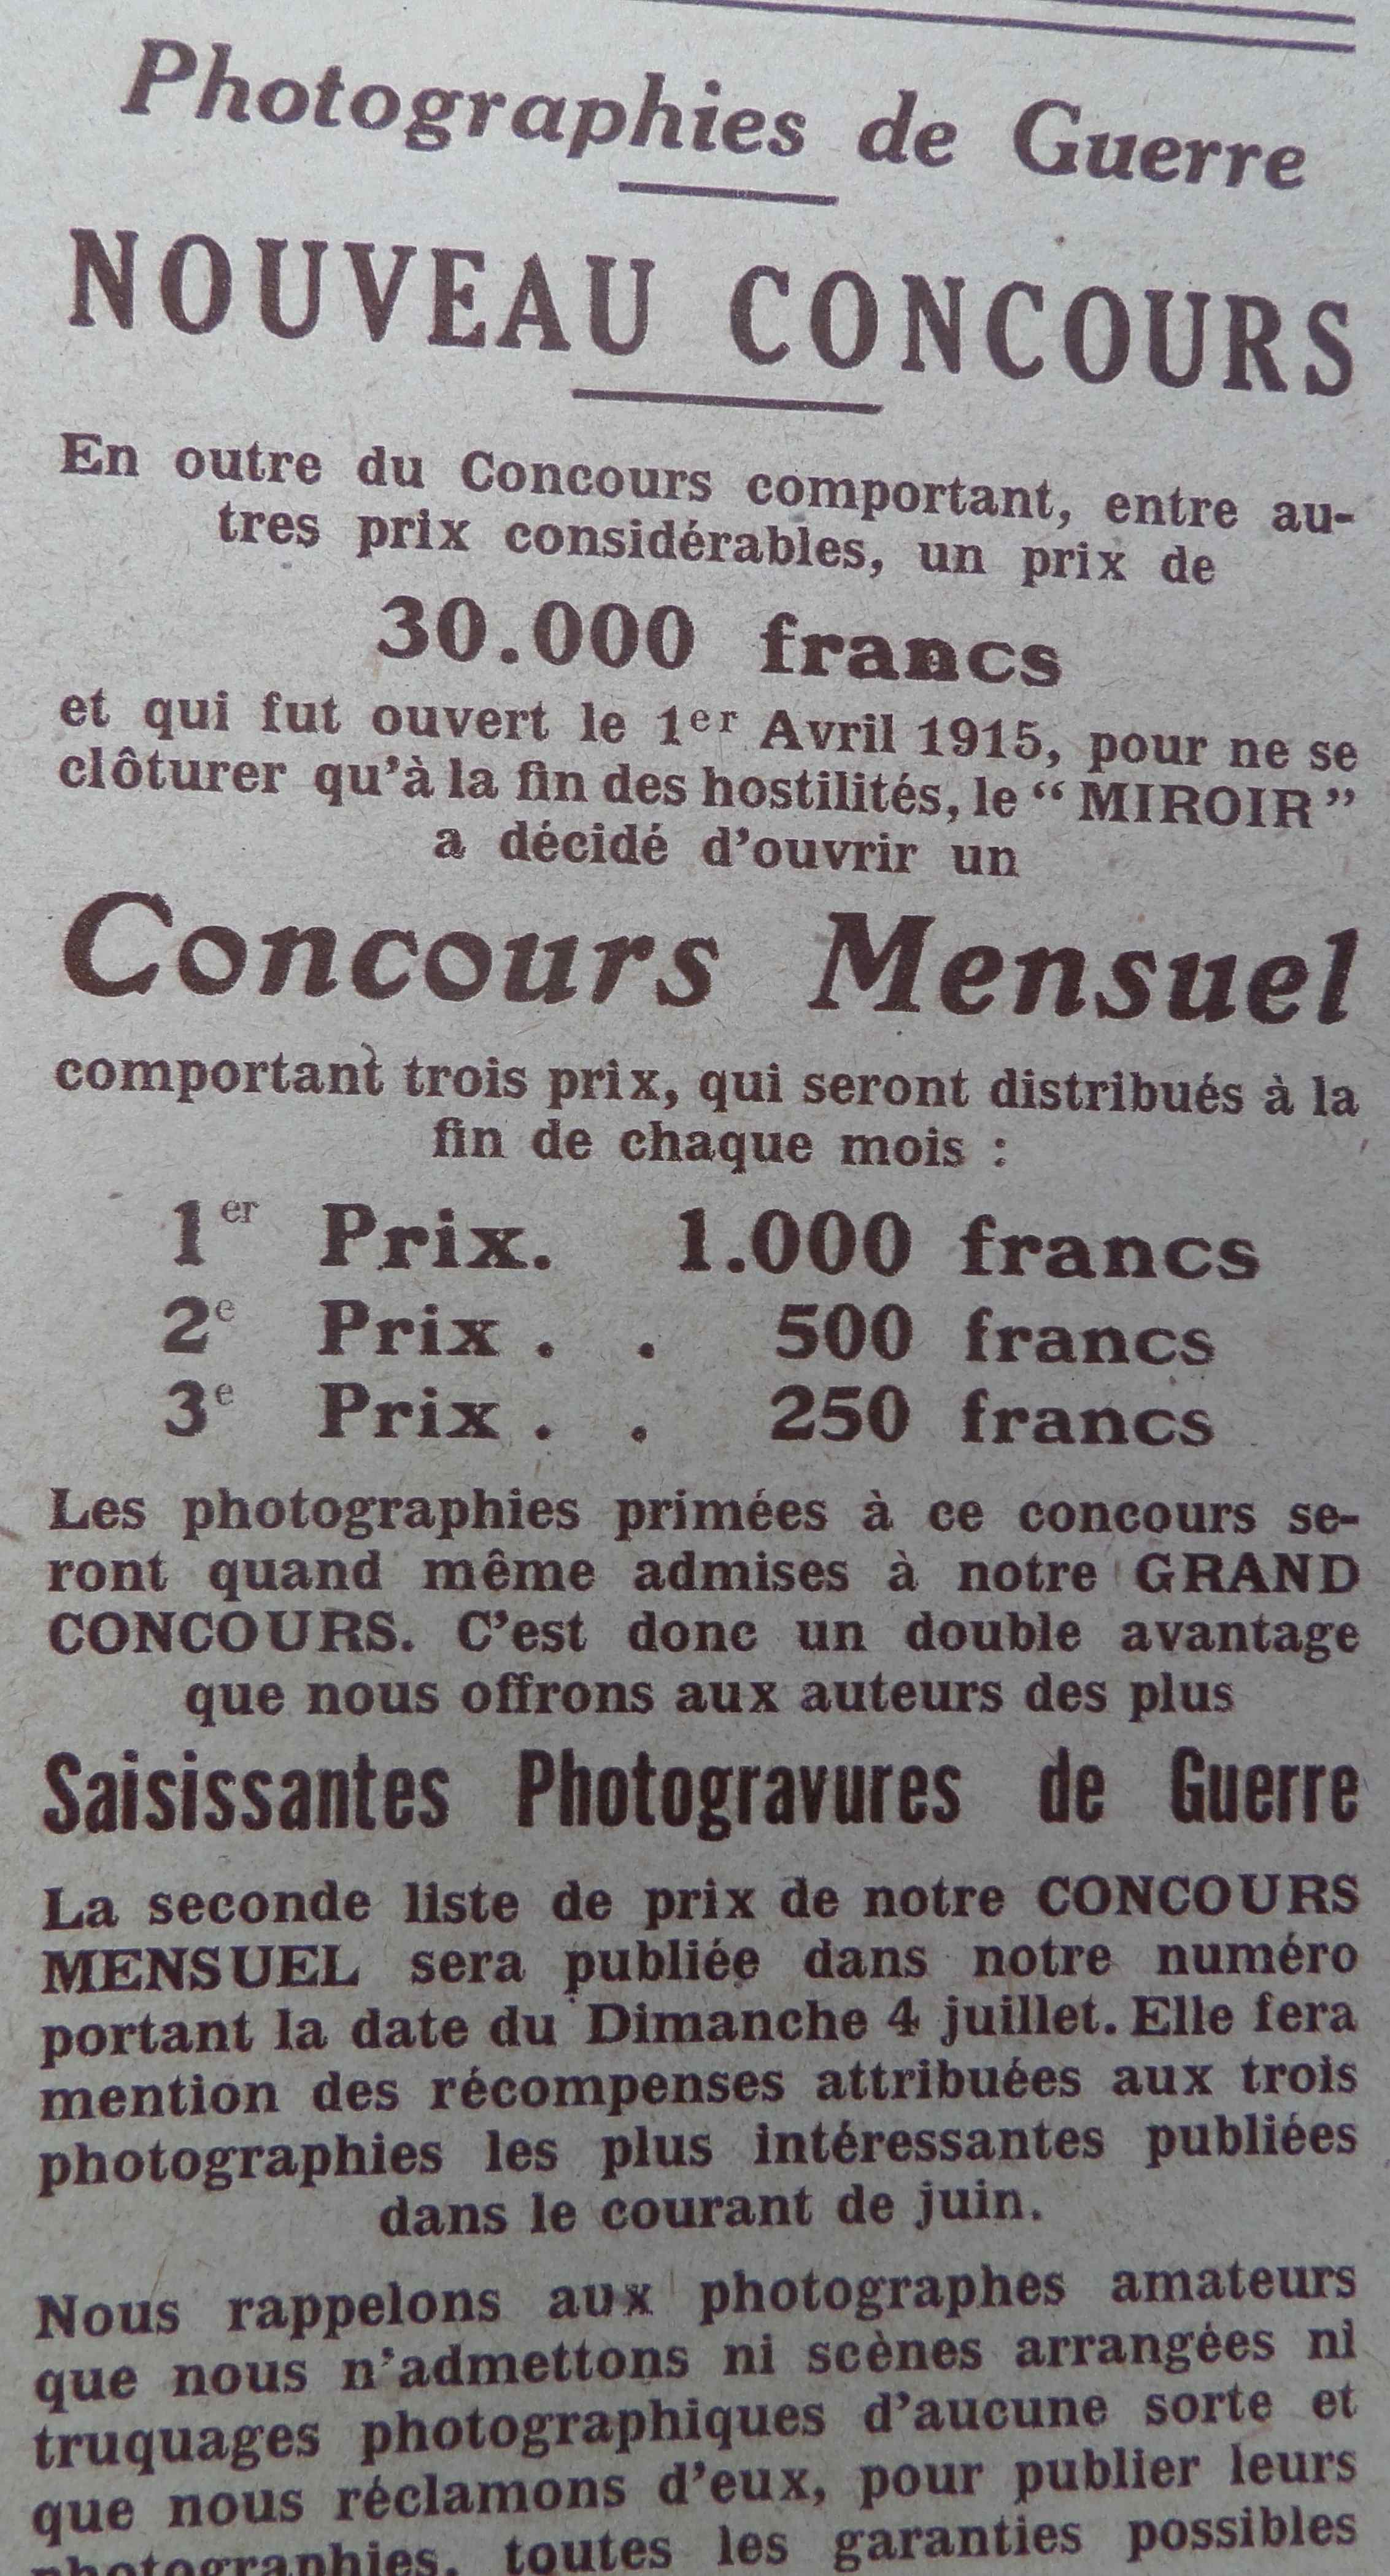 Photographies de Guerre
NOUVEAU CONCOURS
En outre du Concours comportant, entre au-
tres prix considérables, un prix de
30.000 francs
et qui fut ouvert le 1er Avril 1915, pour ne se
clôturer qu'à la fin des hostilités, le “ MIROIR ”
a décidé d'ouvrir un
Concours Mensuel
comportant trois prix, qui seront distribués à la
fin de chaque mois :
1er Prix. 1.000 francs
2e Prix . . 500 francs
3e Prix . . 250 francs
Les photographies primées à ce concours se-
ront quand même admises à notre GRAND
CONCOURS. C'est donc un double avantage
que nous offrons aux auteurs des plus
Saisissantes Photogravures de Guerre
La seconde liste de prix de notre CONCOURS
MENSUEL sera publiée dans notre numéro
portant la date du Dimanche 4 juillet. Elle fera
mention des récompenses attribuées aux trois
photographies les plus intéressantes publiées
dans le courant de juin.
Nous rappelons aux photographes amateurs
que nous n'admettons ni scènes arrangées ni
truquages photographiques d'aucune sorte et
que nous réclamons d'eux, pour publier leurs
photographies, toutes les garanties possibles